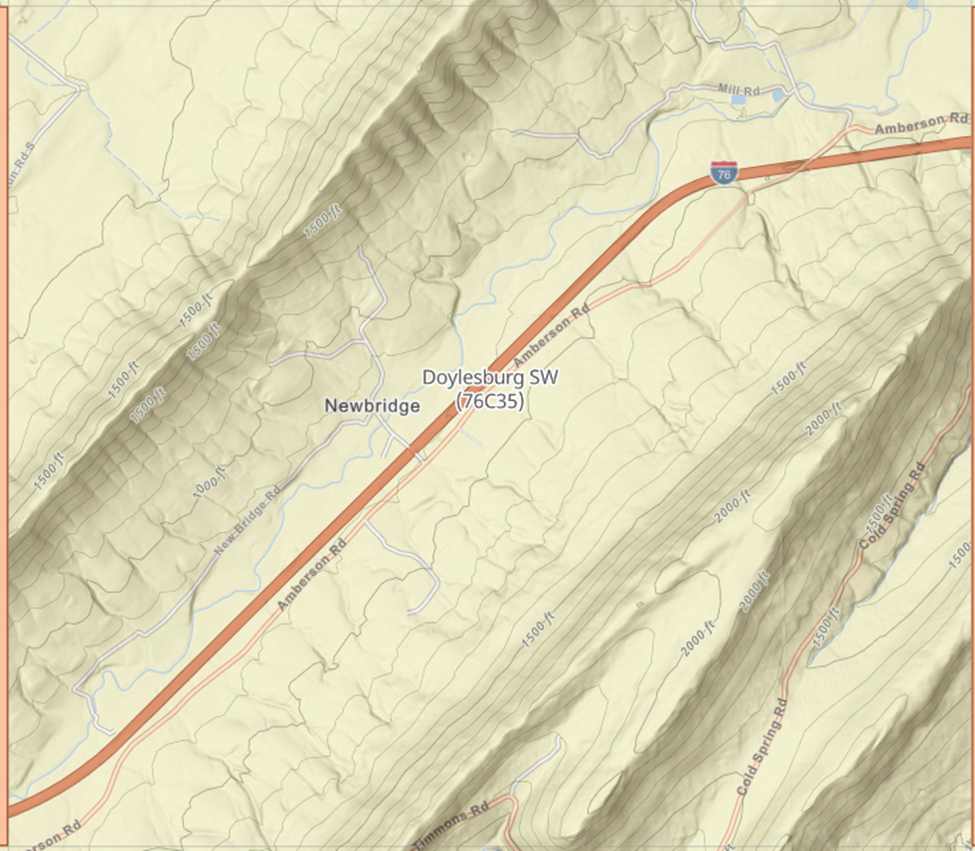 Mill Rd
Amberson Rd
76
1500-ft
1500-ft
1500-ft
Amberson Rd
1500-ft
1500-ft
Doylesburg SW
(76C35)
1500-ft
Newbridge
2000-ft
1500-ft
1000-ft
Cold Spring Rd
1500-ft
2000-ft
New Bridge Rd
1500
Amberson Rd
2000-ft
1500-ft
1500-ft
2000-ft
Cold Spring Rd
Timmons Rd
erson Rd